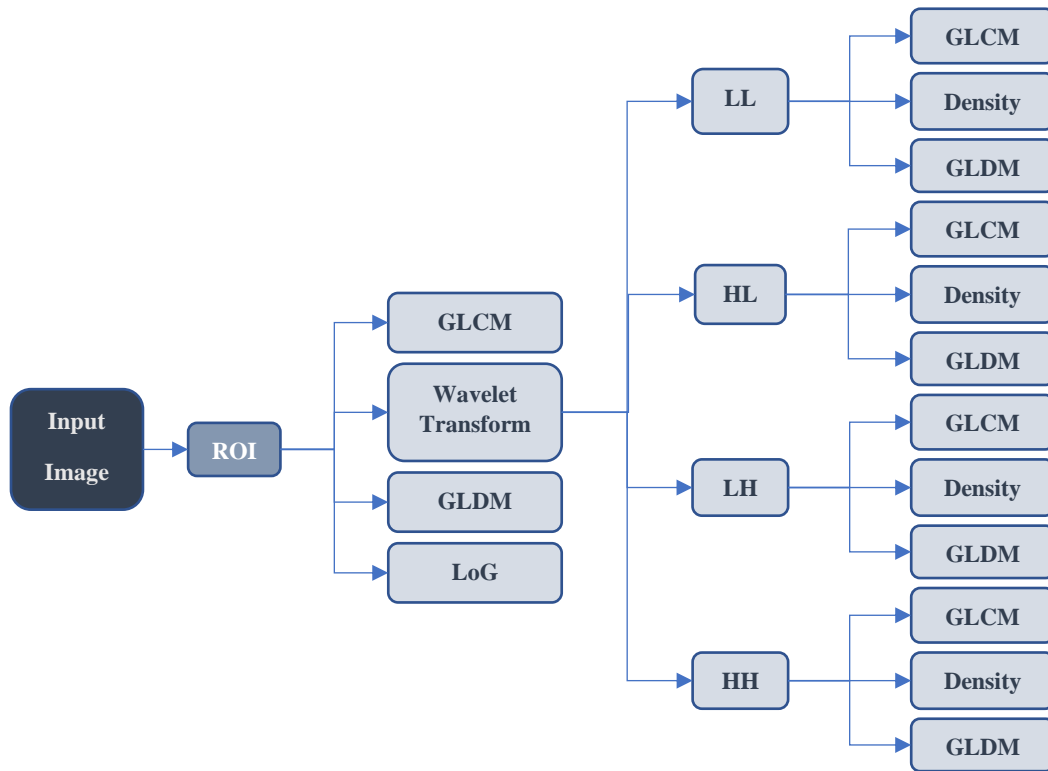 Input
Image
ROI
GLCM
Wavelet
Transform
GLDM
LoG
LL
HL
LH
HH
GLCM
Density
GLDM
GLCM
Density
GLDM
GLCM
Density
GLDM
GLCM
Density
GLDM